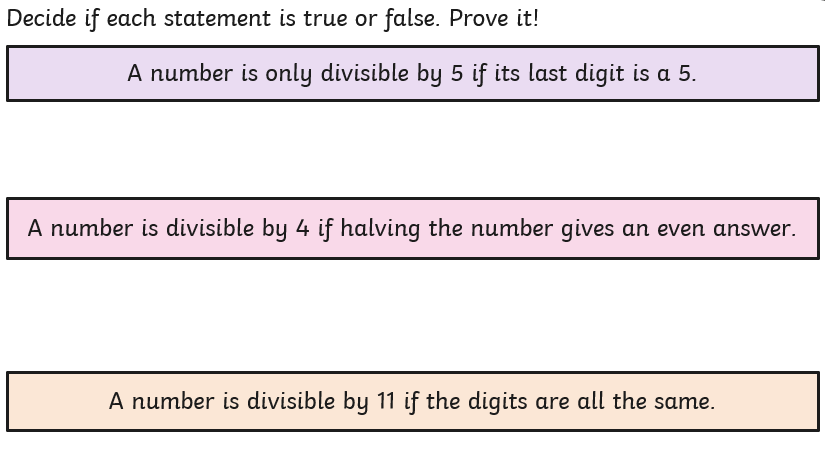 Decide if each statement is true or false. Prove it!
A number is only divisible by 5 if its last digit is a 5.
A number is divisible by 4 if halving the number gives an even answer.
A number is divisible by 11 if the digits are all the same.